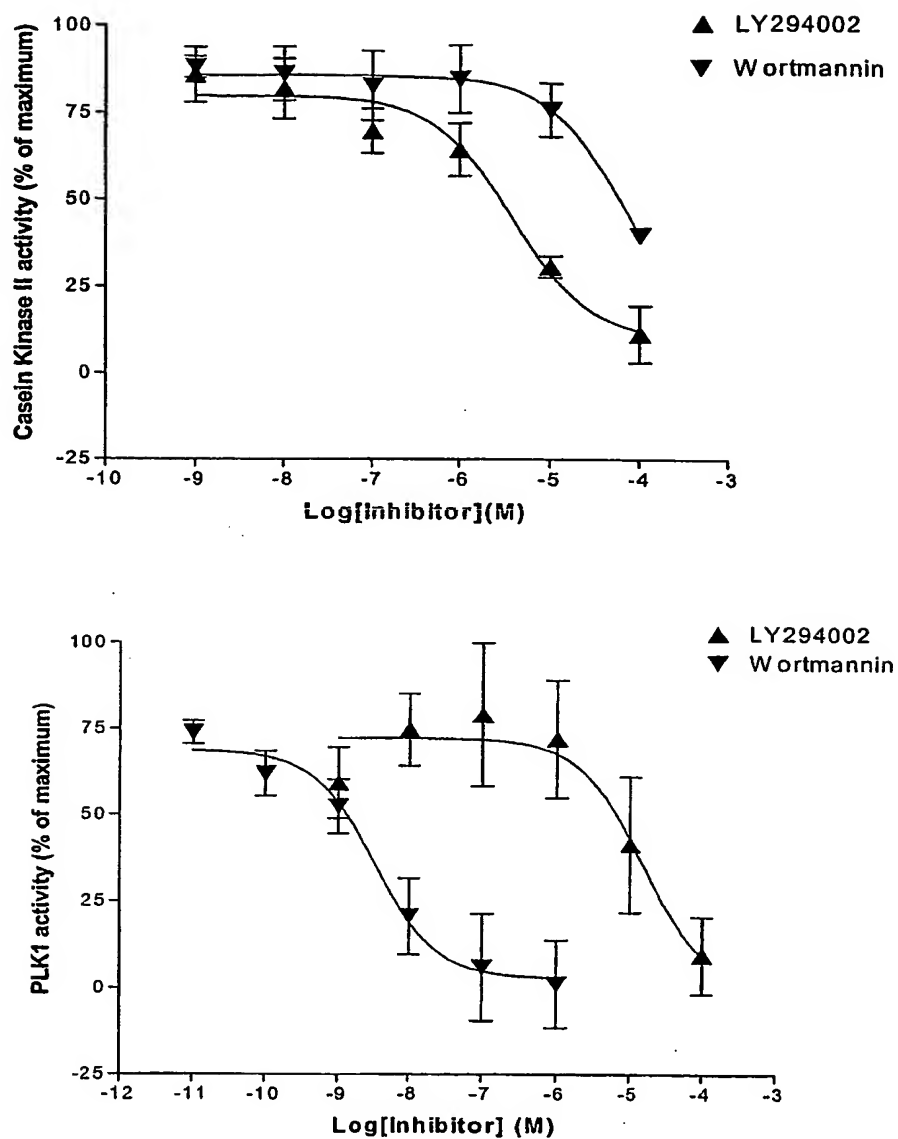 LY294002
Wortmannin
Casein Kinase II activity (% of maximum)
100
75
50
25
0
-25
-10 -9 -8 -7 -6 -5 -4 -3
Log[Inhibitor](M)
LY294002
Wortmannin
PLK1 activity (% of maximum)
100
75
50
25
0
-25
-12 -11 -10 -9 -8 -7 -6 -5 -4 -3
Log[Inhibitor] (M)